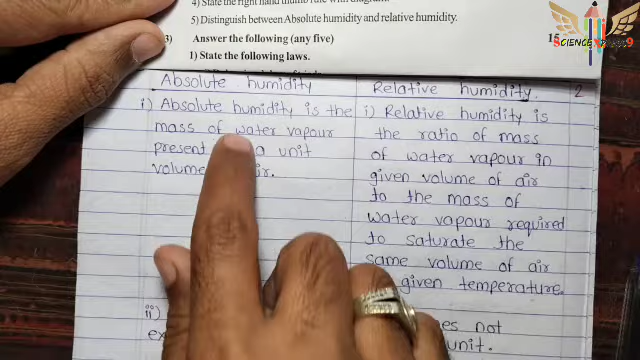 4) State the right hand thumb rule with diagram.
5) Distinguish between Absolute humidity and relative humidity.
3) Answer the following (any five) 15
1) State the following laws.
SCIENCE XPRESS9
Absolute humidity
i) Absolute humidity is the
mass of water vapour
present a unit
volume air.
ii)
Relative humidity.
2
i) Relative humidity is
the ratio of mass
of water vapour in
given volume of air
to the mass of
water vapour required
to saturate the
same volume of air
given temperature.
not
unit.